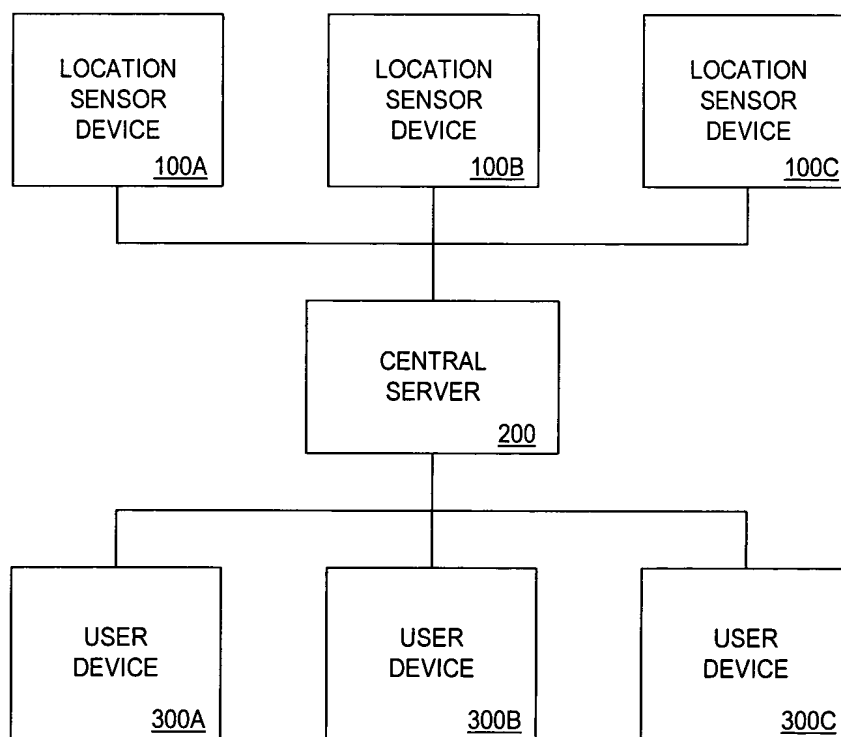 LOCATION
SENSOR
DEVICE
100A
LOCATION
SENSOR
DEVICE
100B
LOCATION
SENSOR
DEVICE
100C
CENTRAL
SERVER
200
USER
DEVICE
300A
USER
DEVICE
300B
USER
DEVICE
300C